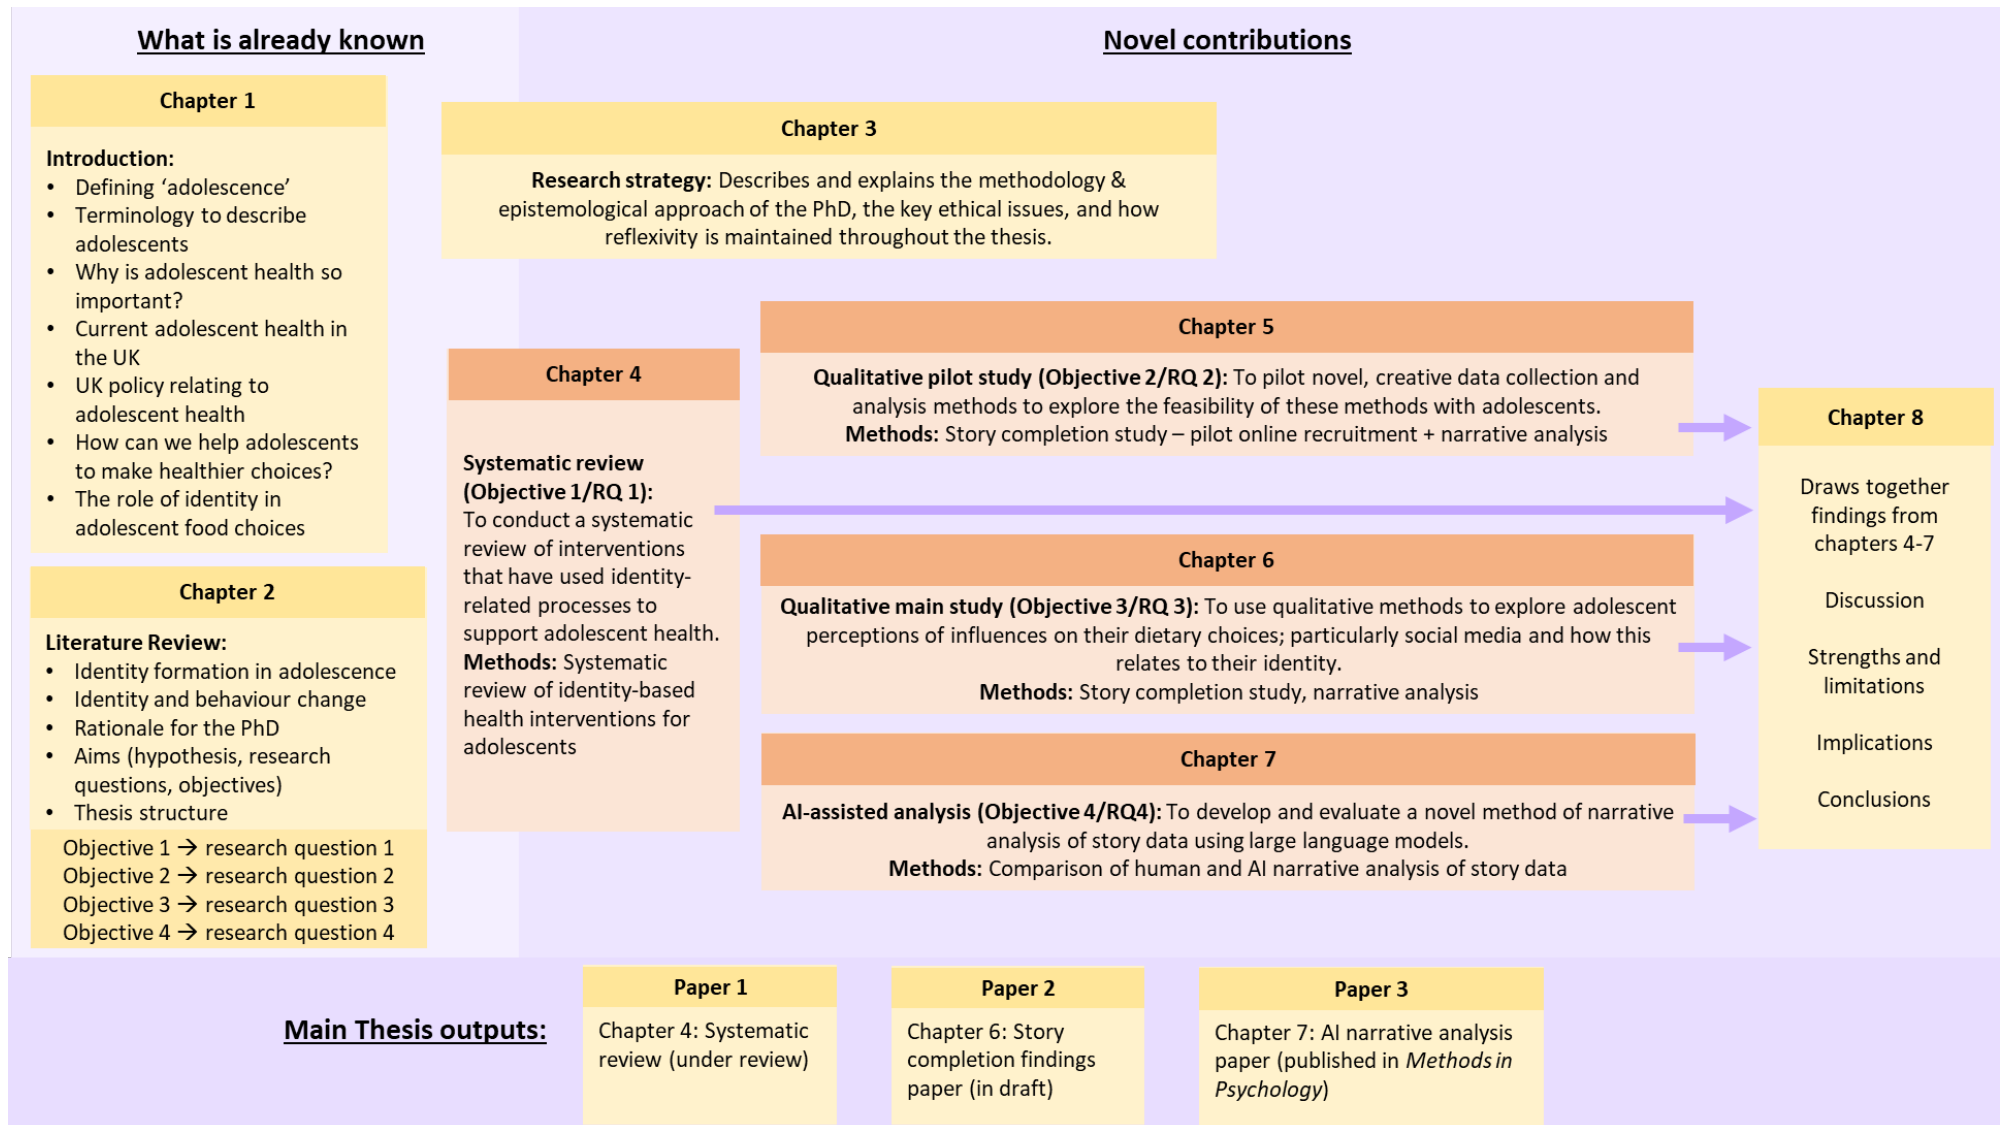 What is already known
Chapter 1
Introduction:
• Defining ‘adolescence’
• Terminology to describe
adolescents
• Why is adolescent health so
important?
• Current adolescent health in
the UK
• UK policy relating to
adolescent health
• How can we help adolescents
to make healthier choices?
• The role of identity in
adolescent food choices
Chapter 2
Literature Review:
• Identity formation in adolescence
• Identity and behaviour change
• Rationale for the PhD
• Aims (hypothesis, research
questions, objectives)
• Thesis structure
Objective 1 → research question 1
Objective 2 → research question 2
Objective 3 → research question 3
Objective 4 → research question 4
Novel contributions
Chapter 3
Research strategy: Describes and explains the methodology &
epistemological approach of the PhD, the key ethical issues, and how
reflexivity is maintained throughout the thesis.
Chapter 4
Systematic review
(Objective 1/RQ 1):
To conduct a systematic
review of interventions
that have used identity-
related processes to
support adolescent health.
Methods: Systematic
review of identity-based
health interventions for
adolescents
Chapter 5
Qualitative pilot study (Objective 2/RQ 2): To pilot novel, creative data collection and
analysis methods to explore the feasibility of these methods with adolescents.
Methods: Story completion study – pilot online recruitment + narrative analysis
Chapter 6
Qualitative main study (Objective 3/RQ 3): To use qualitative methods to explore adolescent
perceptions of influences on their dietary choices; particularly social media and how this
relates to their identity.
Methods: Story completion study, narrative analysis
Chapter 7
AI-assisted analysis (Objective 4/RQ4): To develop and evaluate a novel method of narrative
analysis of story data using large language models.
Methods: Comparison of human and AI narrative analysis of story data
Chapter 8
Draws together
findings from
chapters 4-7
Discussion
Strengths and
limitations
Implications
Conclusions
Main Thesis outputs:
Paper 1
Chapter 4: Systematic
review (under review)
Paper 2
Chapter 6: Story
completion findings
paper (in draft)
Paper 3
Chapter 7: AI narrative analysis
paper (published in Methods in
Psychology)